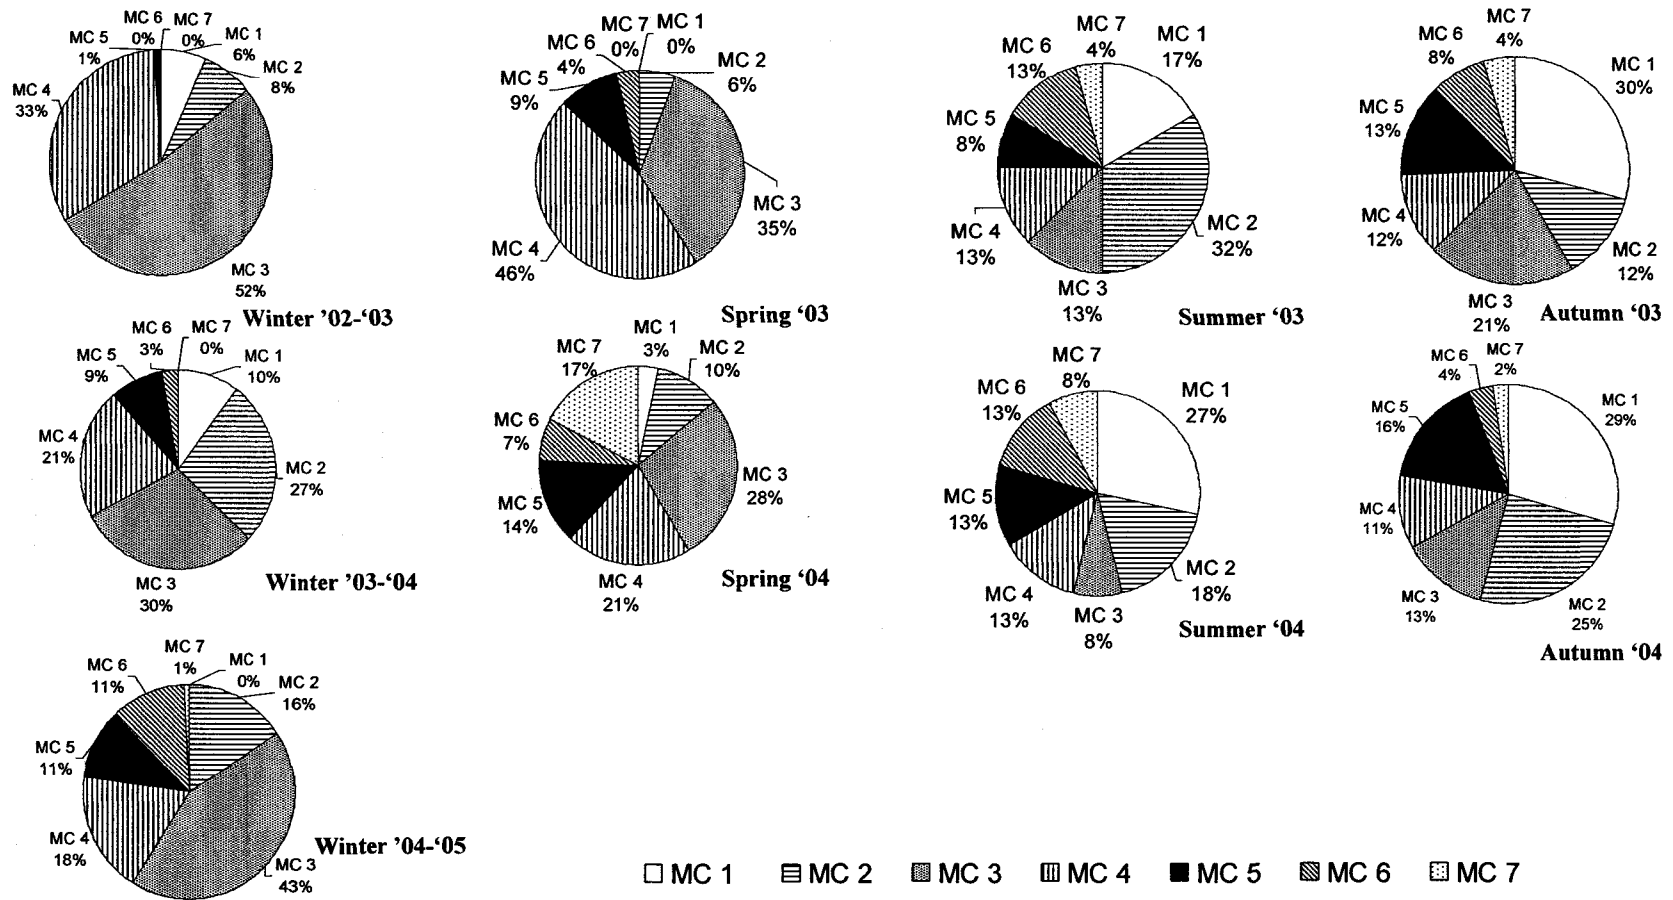 MC 6
0%
MC 7
0%
MC 1
6%
MC 2
8%
MC 3
52%
MC 4
33%
MC 5
1%
Winter '02-‘03
MC 7
0%
MC 1
0%
MC 2
6%
MC 3
35%
MC 4
46%
MC 5
9%
MC 6
4%
Spring ‘03
MC 7
4%
MC 1
17%
MC 2
32%
MC 3
13%
MC 4
13%
MC 5
8%
MC 6
13%
Summer ‘03
MC 7
4%
MC 1
30%
MC 2
12%
MC 3
21%
MC 4
12%
MC 5
13%
MC 6
8%
Autumn ‘03
MC 6
3%
MC 7
0%
MC 1
10%
MC 2
27%
MC 3
30%
MC 4
21%
MC 5
9%
Winter ’03-‘04
MC 1
3%
MC 2
10%
MC 3
28%
MC 4
21%
MC 5
14%
MC 6
7%
MC 7
17%
Spring ‘04
MC 7
8%
MC 1
27%
MC 2
18%
MC 3
8%
MC 4
13%
MC 5
13%
MC 6
13%
Summer ‘04
MC 6
4%
MC 7
2%
MC 1
29%
MC 2
25%
MC 3
13%
MC 4
11%
MC 5
16%
Autumn ‘04
MC 7
1%
MC 1
0%
MC 2
16%
MC 3
43%
MC 4
18%
MC 5
11%
MC 6
11%
Winter ’04-‘05
MC 1 MC 2 MC 3 MC 4 MC 5 MC 6 MC 7